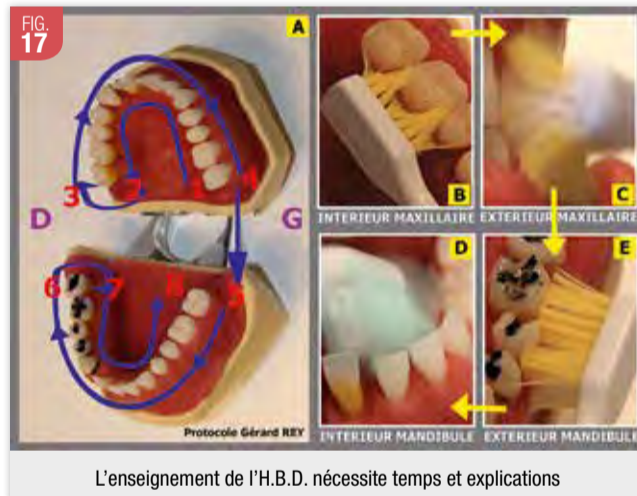 FIG.
17
A
3 2 1 4
D G
6 7 8 5
Protocole Gérard REY
B
INTERIEUR MAXILLAIRE
C
EXTERIEUR MAXILLAIRE
D
INTERIEUR MANDIBULE
E
EXTERIEUR MANDIBULE
L'enseignement de l'H.B.D. nécessite temps et explications